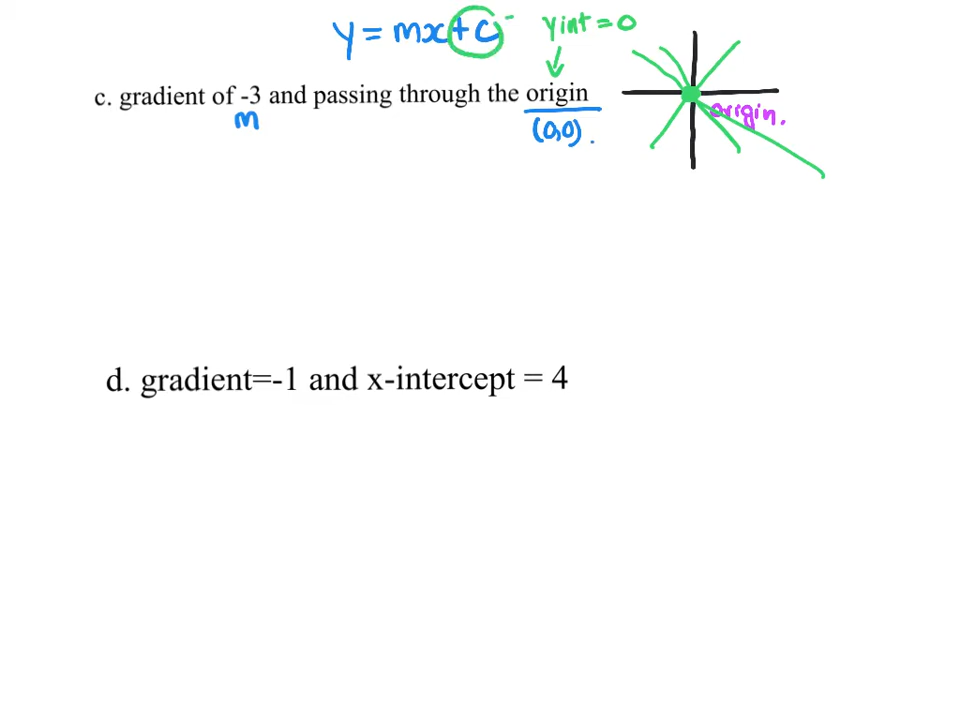 y = mx + c
yint = 0
c. gradient of -3 and passing through the origin
m
(0,0).
origin.
d. gradient=-1 and x-intercept = 4